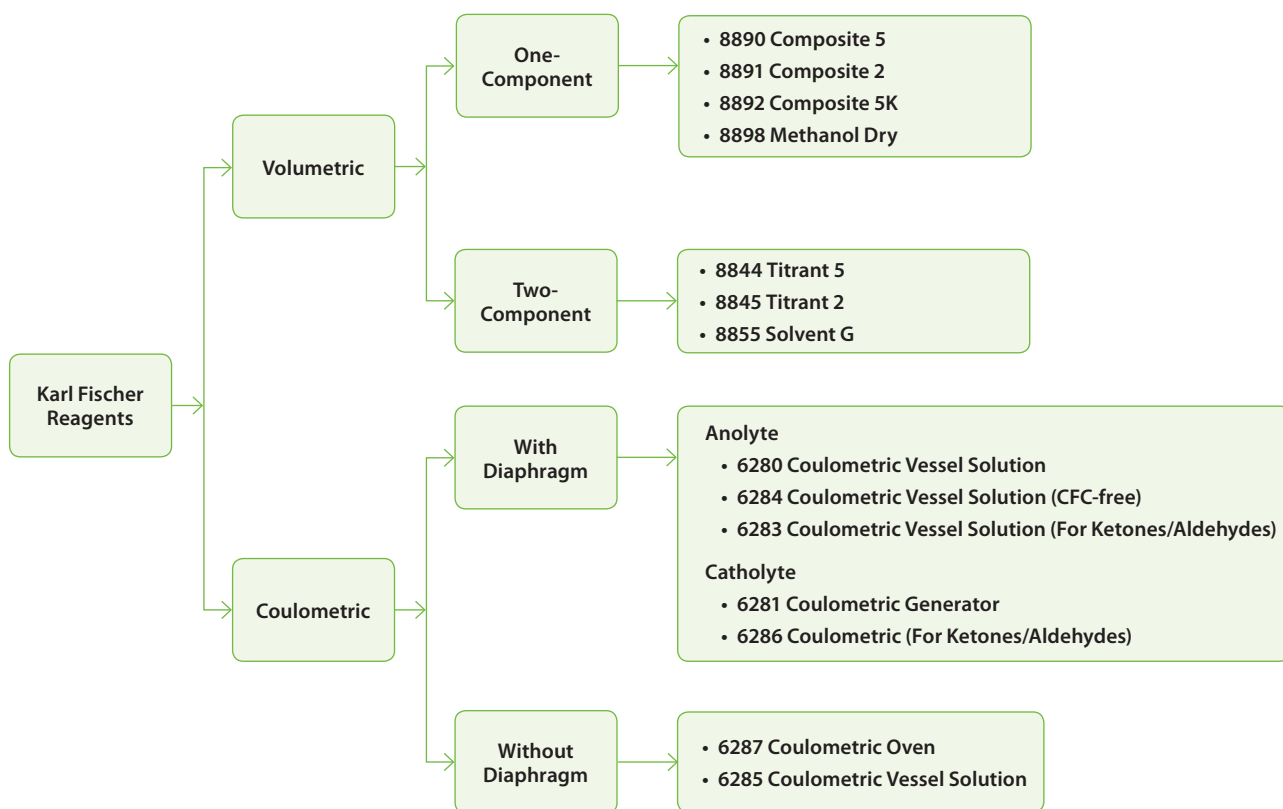 Karl Fischer
Reagents
Volumetric
One-
Component
• 8890 Composite 5
• 8891 Composite 2
• 8892 Composite 5K
• 8898 Methanol Dry
Two-
Component
• 8844 Titrant 5
• 8845 Titrant 2
• 8855 Solvent G
Coulometric
With
Diaphragm
Anolyte
• 6280 Coulometric Vessel Solution
• 6284 Coulometric Vessel Solution (CFC-free)
• 6283 Coulometric Vessel Solution (For Ketones/Aldehydes)
Catholyte
• 6281 Coulometric Generator
• 6286 Coulometric (For Ketones/Aldehydes)
Without
Diaphragm
• 6287 Coulometric Oven
• 6285 Coulometric Vessel Solution